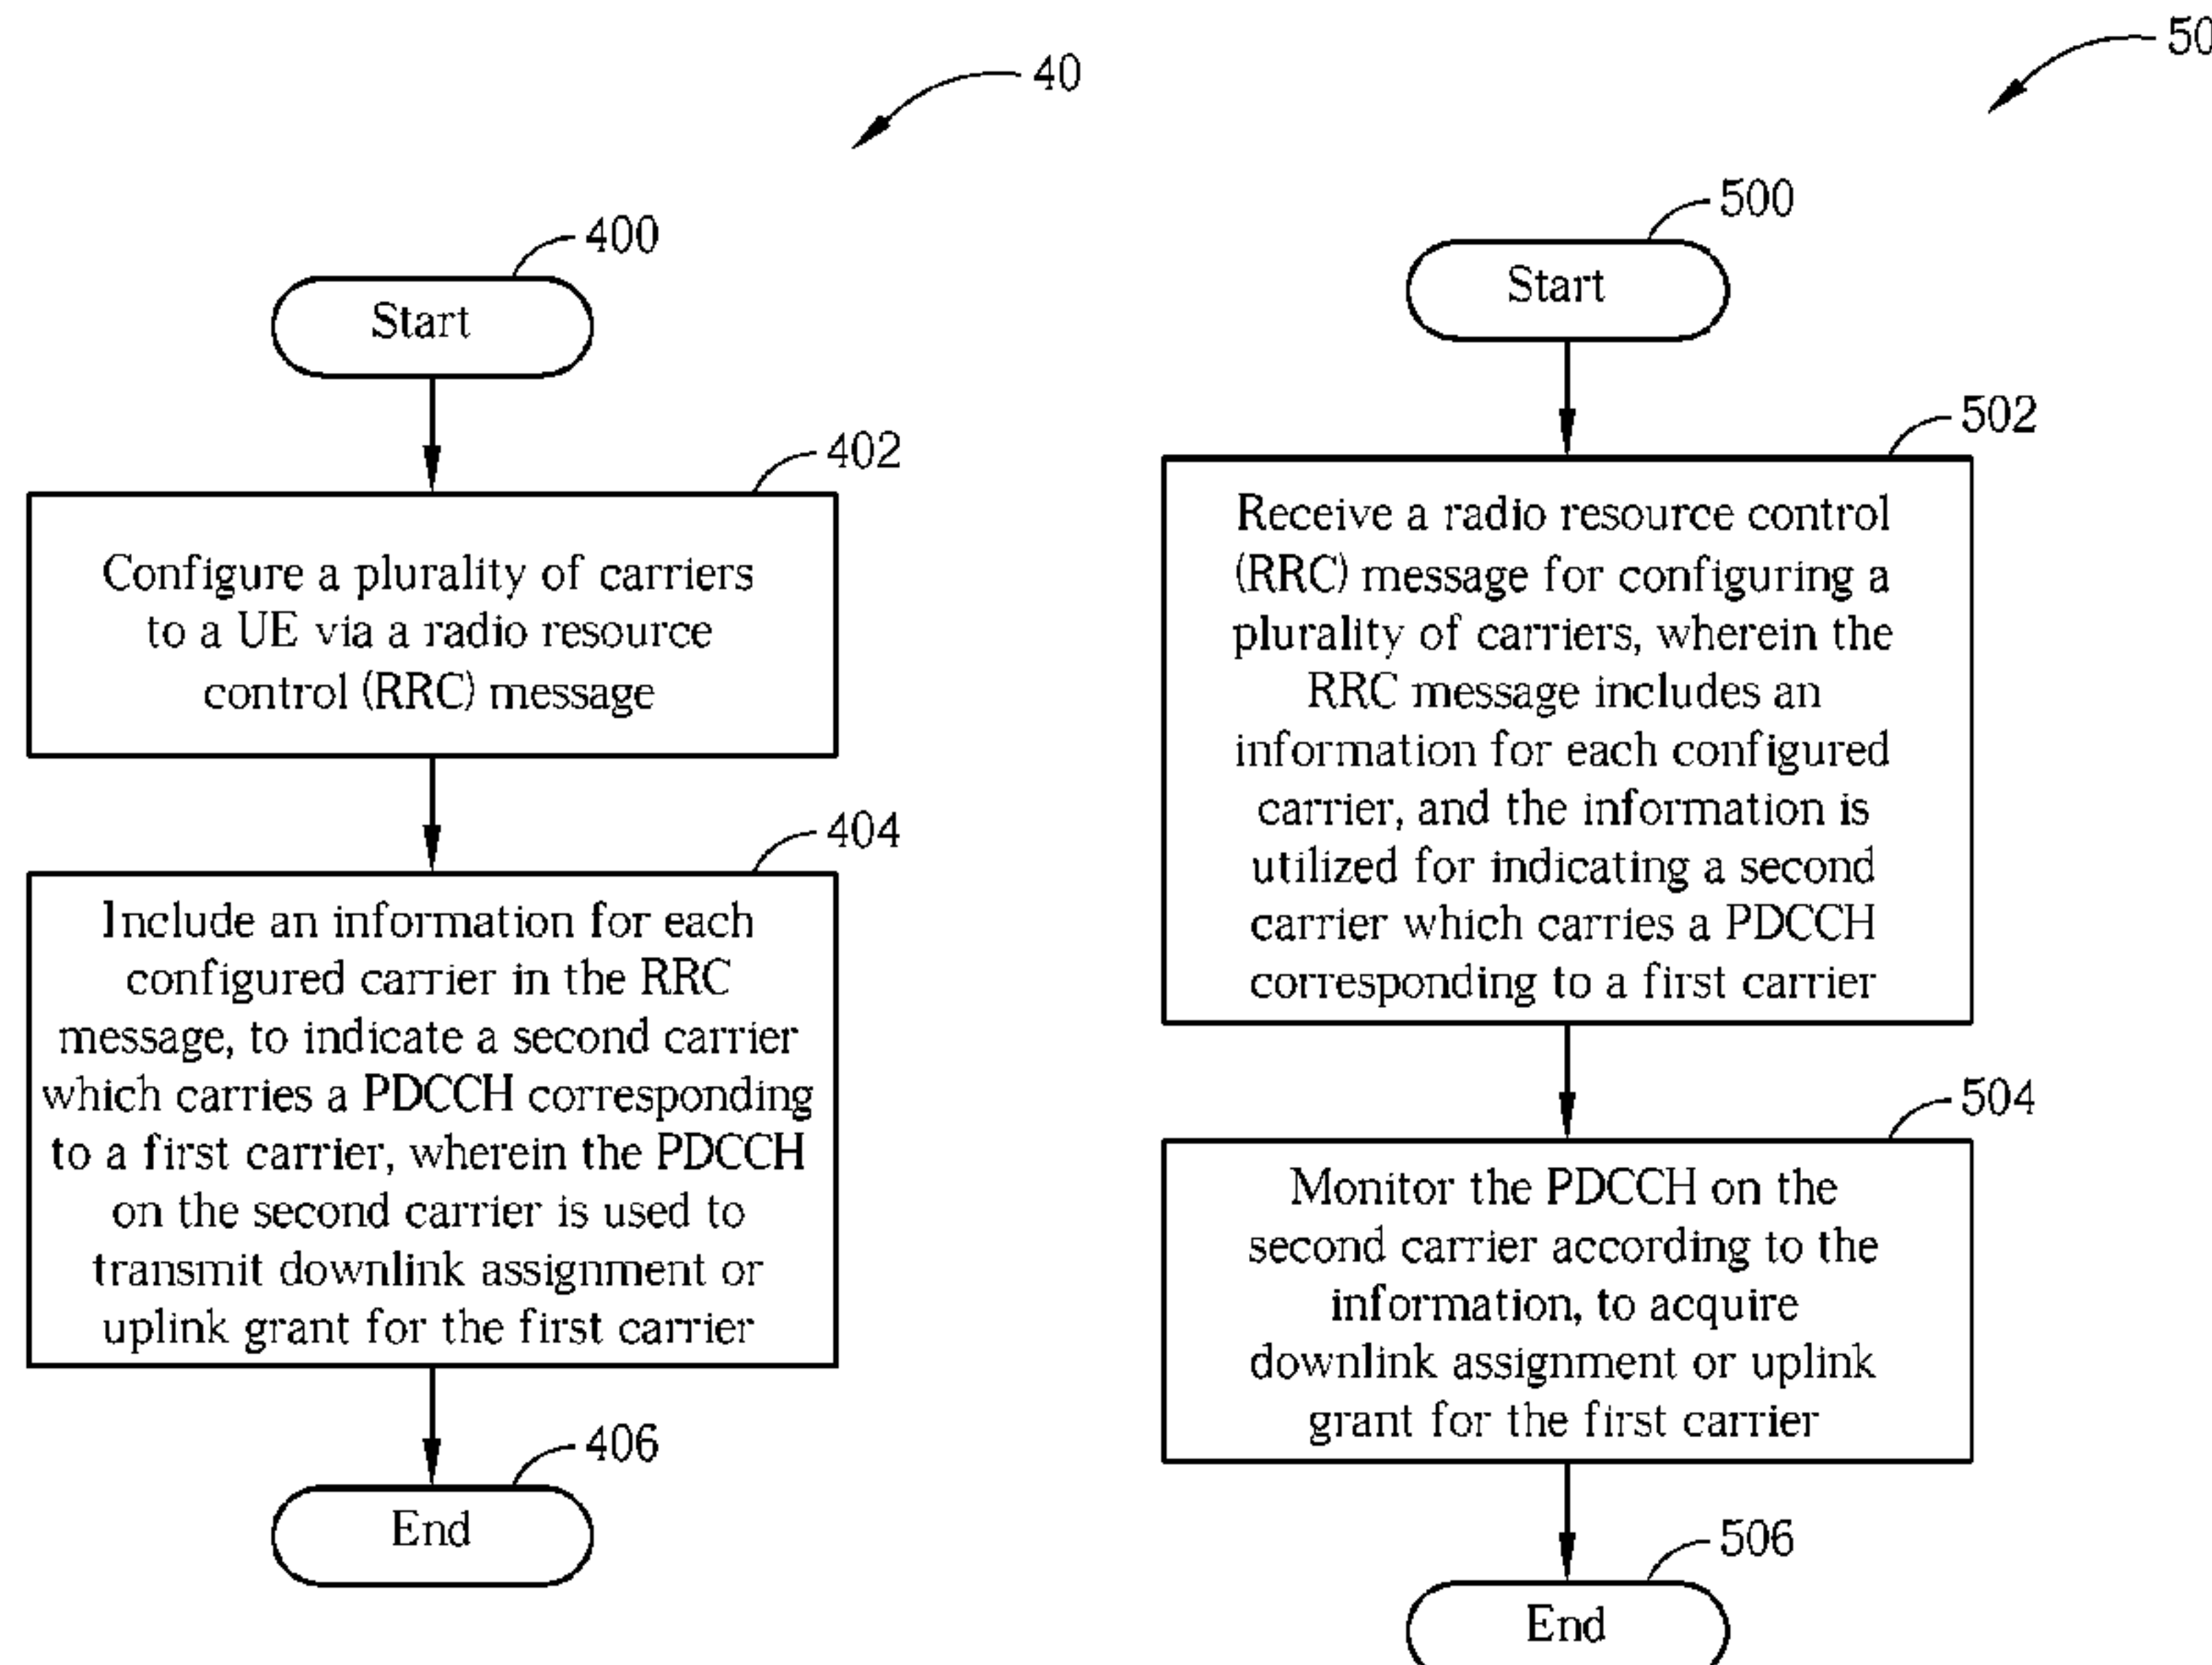 40
400
Start
402
Configure a plurality of carriers
to a UE via a radio resource
control (RRC) message
404
Include an information for each
configured carrier in the RRC
message, to indicate a second carrier
which carries a PDCCH corresponding
to a first carrier, wherein the PDCCH
on the second carrier is used to
transmit downlink assignment or
uplink grant for the first carrier
406
End
50
500
Start
502
Receive a radio resource control
(RRC) message for configuring a
plurality of carriers, wherein the
RRC message includes an
information for each configured
carrier, and the information is
utilized for indicating a second
carrier which carries a PDCCH
corresponding to a first carrier
504
Monitor the PDCCH on the
second carrier according to the
information, to acquire
downlink assignment or uplink
grant for the first carrier
506
End